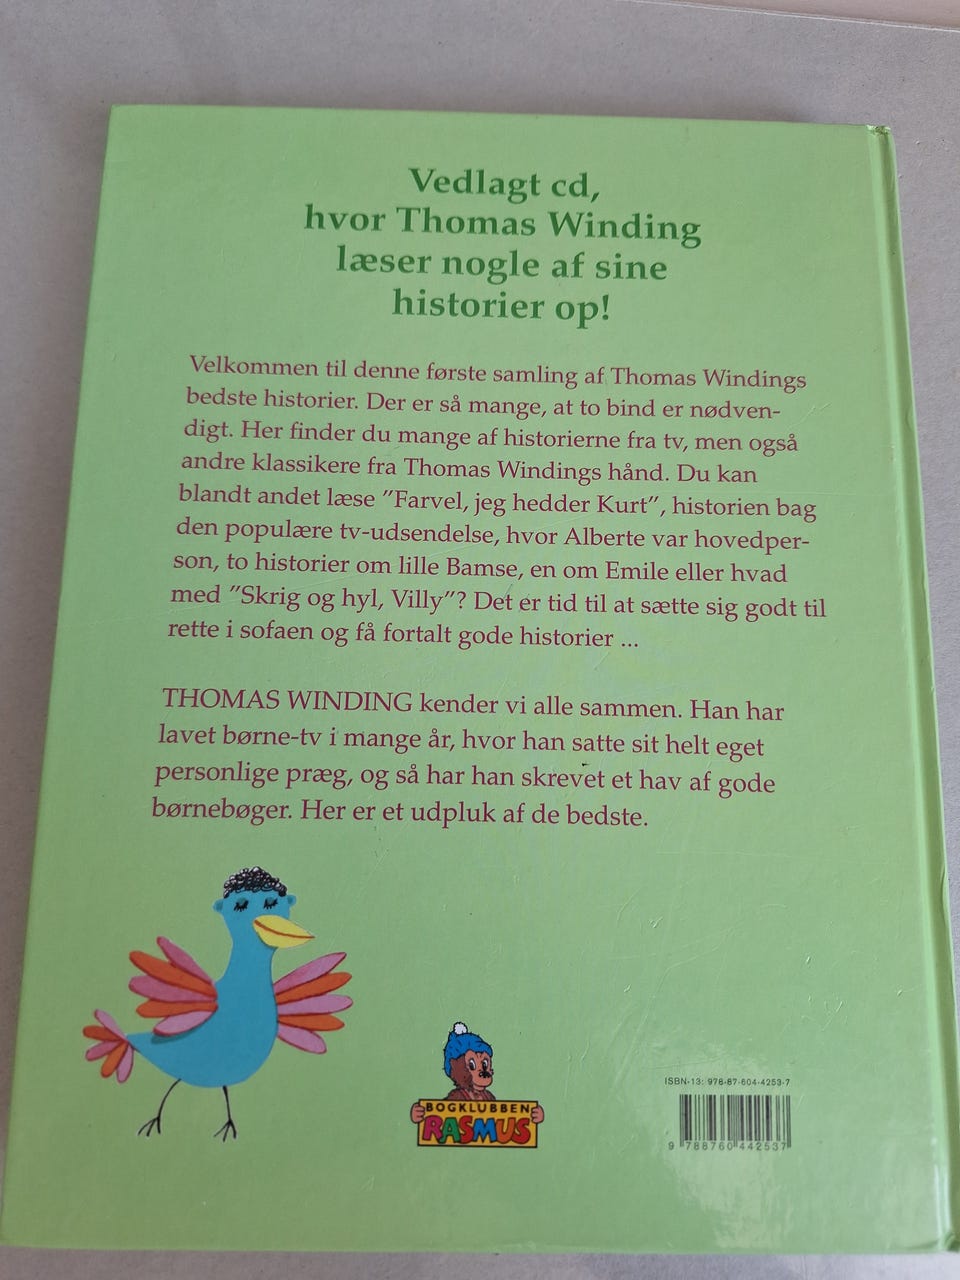 Vedlagt cd,
hvor Thomas Winding
læser nogle af sine
historier op!
Velkommen til denne første samling af Thomas Windings
bedste historier. Der er så mange, at to bind er nødven-
digt. Her finder du mange af historierne fra tv, men også
andre klassikere fra Thomas Windings hånd. Du kan
blandt andet læse ”Farvel, jeg hedder Kurt”, historien bag
den populære tv-udsendelse, hvor Alberte var hovedper-
son, to historier om lille Bamse, en om Emile eller hvad
med ”Skrig og hyl, Villy”? Det er tid til at sætte sig godt til
rette i sofaen og få fortalt gode historier ...
THOMAS WINDING kender vi alle sammen. Han har
lavet børne-tv i mange år, hvor han satte sit helt eget
personlige præg, og så har han skrevet et hav af gode
børnebøger. Her er et udpluk af de bedste.
BOGKLUBBEN
RASMUS
ISBN-13: 978-87-604-4253-7
9 788760 442537